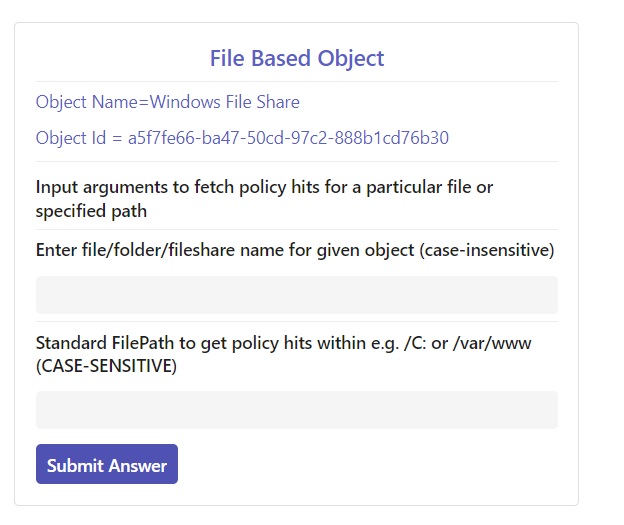 File Based Object
Object Name=Windows File Share
Object Id = a5f7fe66-ba47-50cd-97c2-888b1cd76b30
Input arguments to fetch policy hits for a particular file or
specified path
Enter file/folder/fileshare name for given object (case-insensitive)
Standard FilePath to get policy hits within e.g. /C: or /var/www
(CASE-SENSITIVE)
Submit Answer